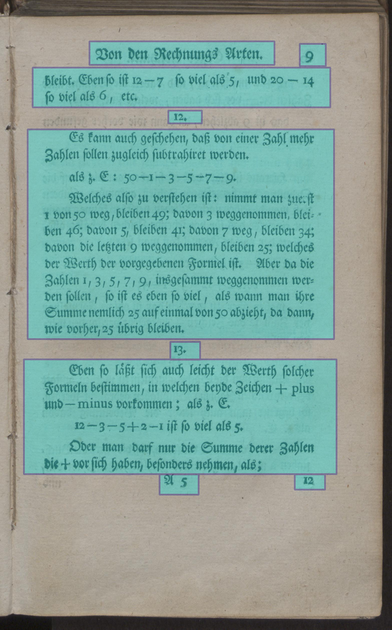 Von den Rechnungs Arten. 9
bleibt. Eben so ist 12 — 7 so viel als 5, und 20 — 14
so viel als 6, etc.
12.
Es kann auch geschehen, daß von einer Zahl mehr
Zahlen sollen zugleich subtrahiret werden.
als z. E: 50—1—3—5—7—9.
Welches also zu verstehen ist: nimmt man zuerst
1 von 50 weg, bleiben 49; davon 3 weggenommen, blei-
ben 46; davon 5, bleiben 41; davon 7 weg, bleiben 34;
davon die letzten 9 weggenommen, bleiben 25; welches
der Werth der vorgegebenen Formel ist. Aber da die
Zahlen 1, 3, 5, 7, 9, insgesammt weggenommen wer-
den sollen, so ist es eben so viel, als wann man ihre
Summe nemlich 25 auf einmal von 50 abzieht, da dann,
wie vorher, 25 übrig bleiben.
13.
Eben so läßt sich auch leicht der Werth solcher
Formeln bestimmen, in welchen beyde Zeichen + plus
und — minus vorkommen; als z. E.
12—3—5+2—1 ist so viel als 5.
Oder man darf nur die Summe derer Zahlen
die + vor sich haben, besonders nehmen, als;
A 5 12